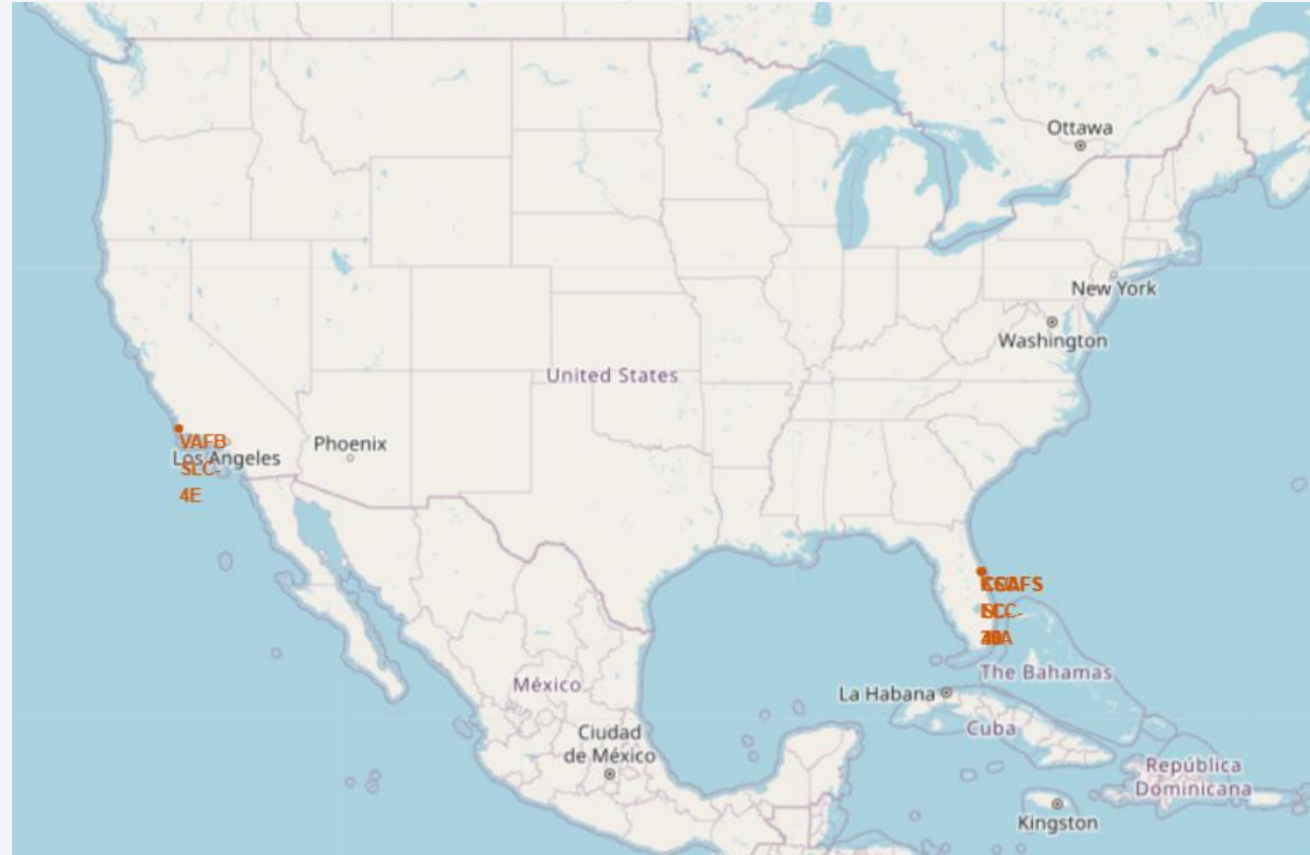 Ottawa
New York
Washington
United States
VAFB
SLC-
4E
Los Angeles
Phoenix
The Bahamas
México
La Habana
Cuba
Ciudad
de México
República
Dominicana
Kingston